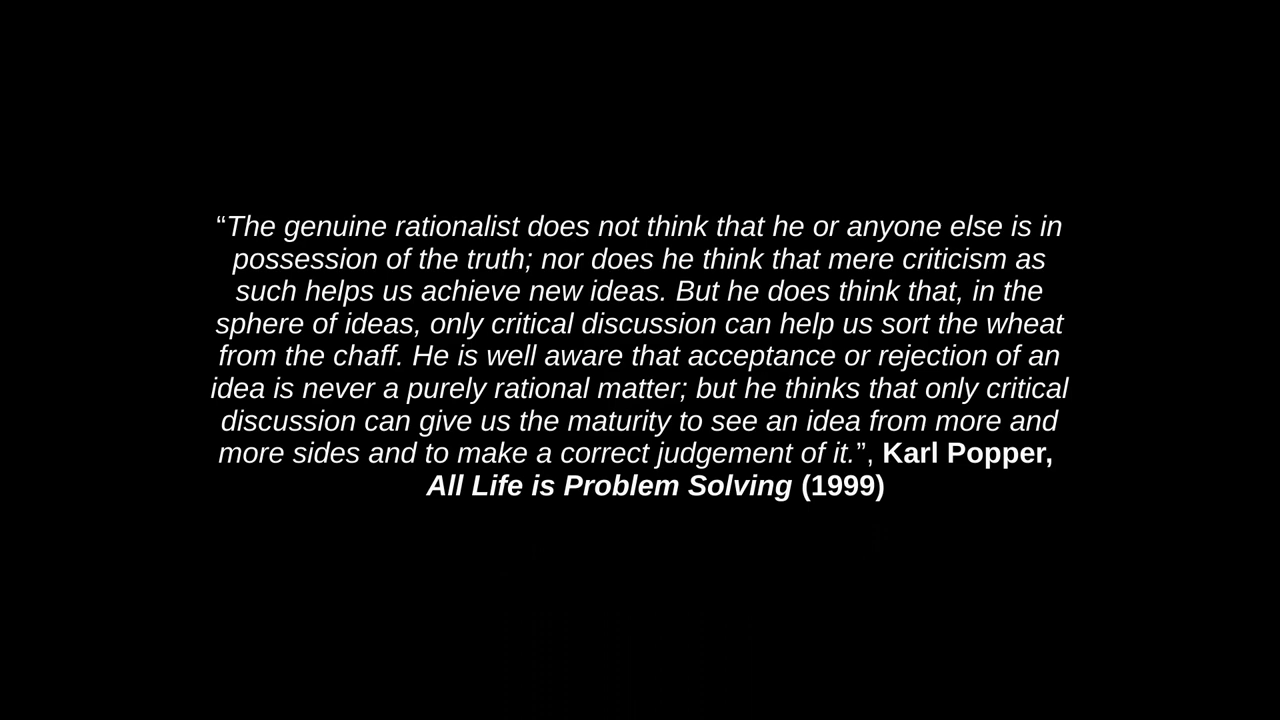 “The genuine rationalist does not think that he or anyone else is in
possession of the truth; nor does he think that mere criticism as
such helps us achieve new ideas. But he does think that, in the
sphere of ideas, only critical discussion can help us sort the wheat
from the chaff. He is well aware that acceptance or rejection of an
idea is never a purely rational matter; but he thinks that only critical
discussion can give us the maturity to see an idea from more and
more sides and to make a correct judgement of it.”, Karl Popper,
All Life is Problem Solving (1999)